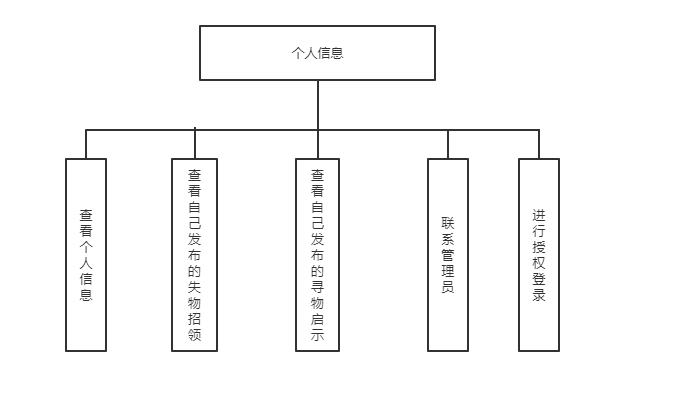 个人信息
查看个人信息
查看自己发布的失物招领
查看自己发布的寻物启示
联系管理员
进行授权登录